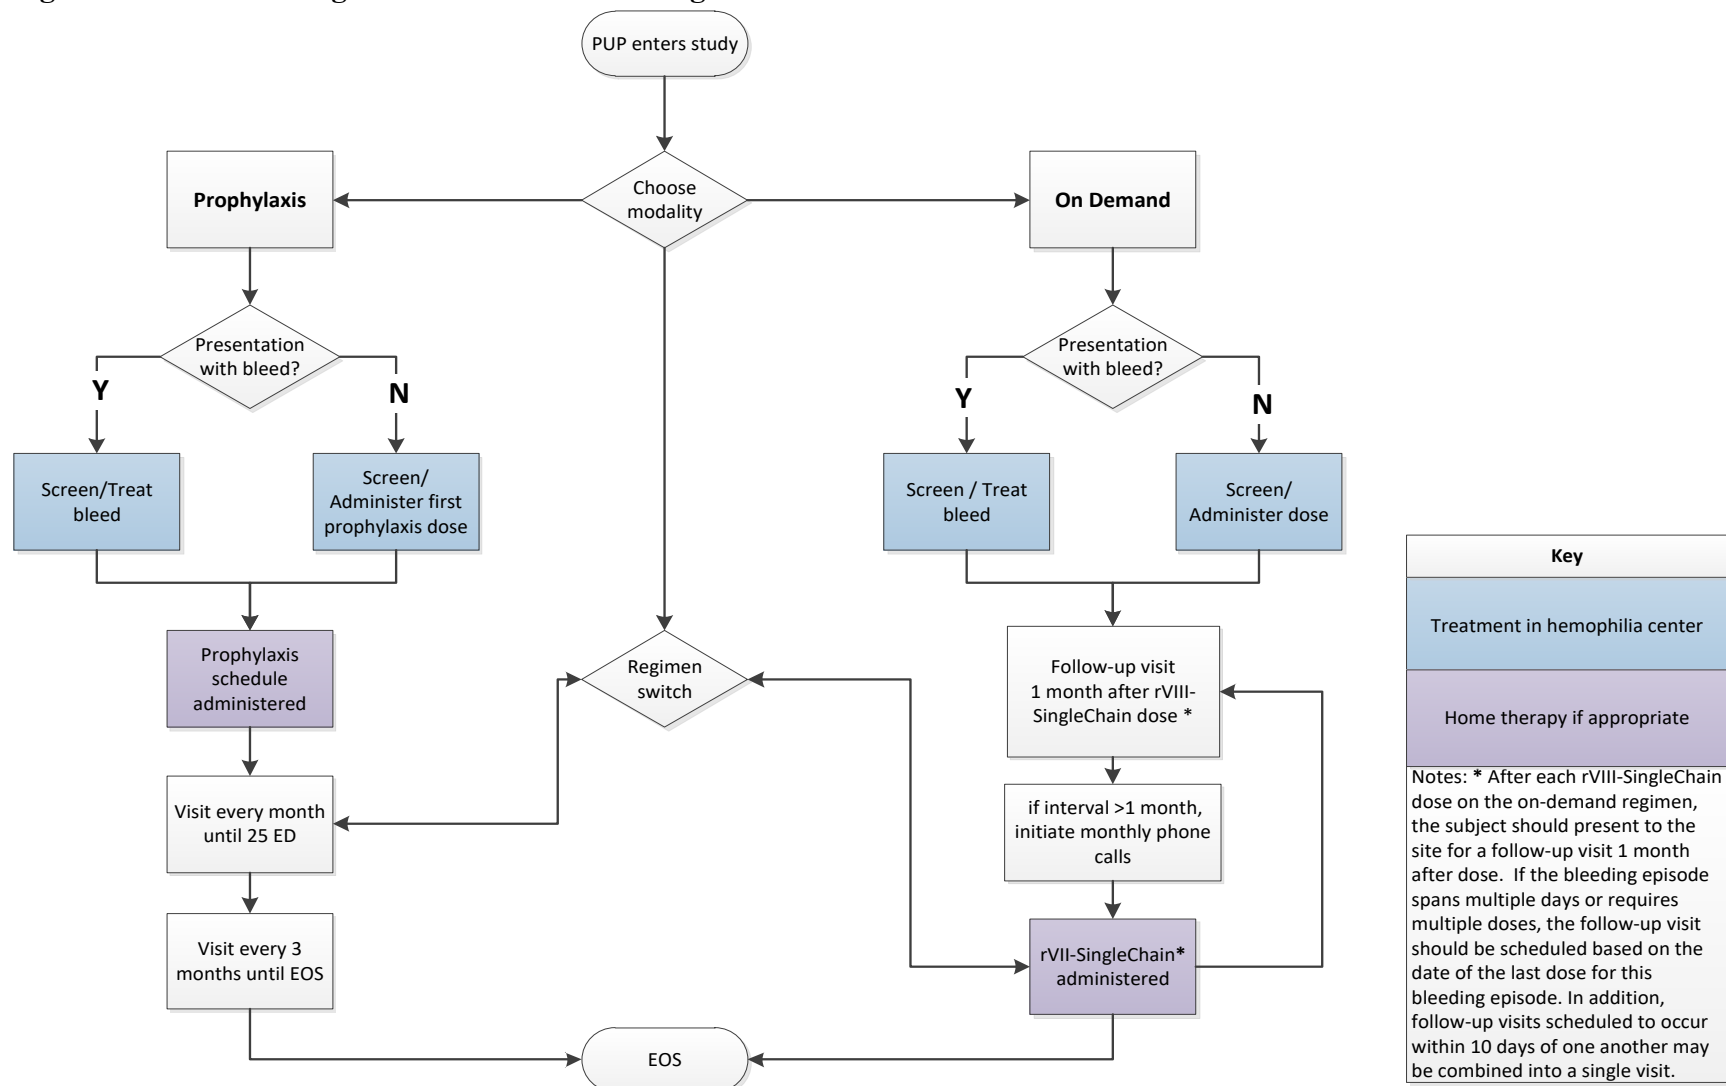 PUP enters study
Choose
modality
Prophylaxis
On Demand
Presentation
with bleed?
Y
N
Presentation
with bleed?
Y
N
Screen/Treat
bleed
Screen/
Administer first
prophylaxis dose
Screen / Treat
bleed
Screen/
Administer dose
Prophylaxis
schedule
administered
Regimen
switch
Follow-up visit
1 month after rVIII-
SingleChain dose *
Visit every month
until 25 ED
if interval >1 month,
initiate monthly phone
calls
Visit every 3
months until EOS
rVII-SingleChain*
administered
EOS
Key
Treatment in hemophilia center
Home therapy if appropriate
Notes: * After each rVIII-SingleChain
dose on the on-demand regimen,
the subject should present to the
site for a follow-up visit 1 month
after dose.  If the bleeding episode
spans multiple days or requires
multiple doses, the follow-up visit
should be scheduled based on the
date of the last dose for this
bleeding episode. In addition,
follow-up visits scheduled to occur
within 10 days of one another may
be combined into a single visit.